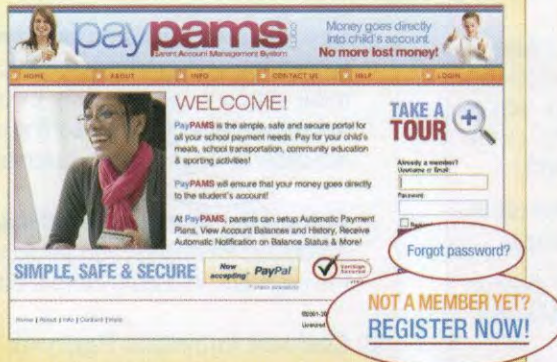 paypams.com
Parent Account Management System
Money goes directly
into child's account.
No more lost money!
HOME
ABOUT
INFO
CONTACT US
HELP
LOGIN
WELCOME!
PayPAMS is the simple, safe and secure portal for
all your school payment needs. Pay for your child's
meals, school transportation, community education
& sporting activities!
PayPAMS will ensure that your money goes directly
to the student's account!
At PayPAMS, parents can setup Automatic Payment
Plans, View Account Balances and History, Receive
Automatic Notification on Balance Status & More!
TAKE A
TOUR
Already a member?
Username or Email:
Password:
Forgot password?
SIMPLE, SAFE & SECURE
Now
accepting*
PayPal
NOT A MEMBER YET?
REGISTER NOW!
Home | About | Info | Contact | Help